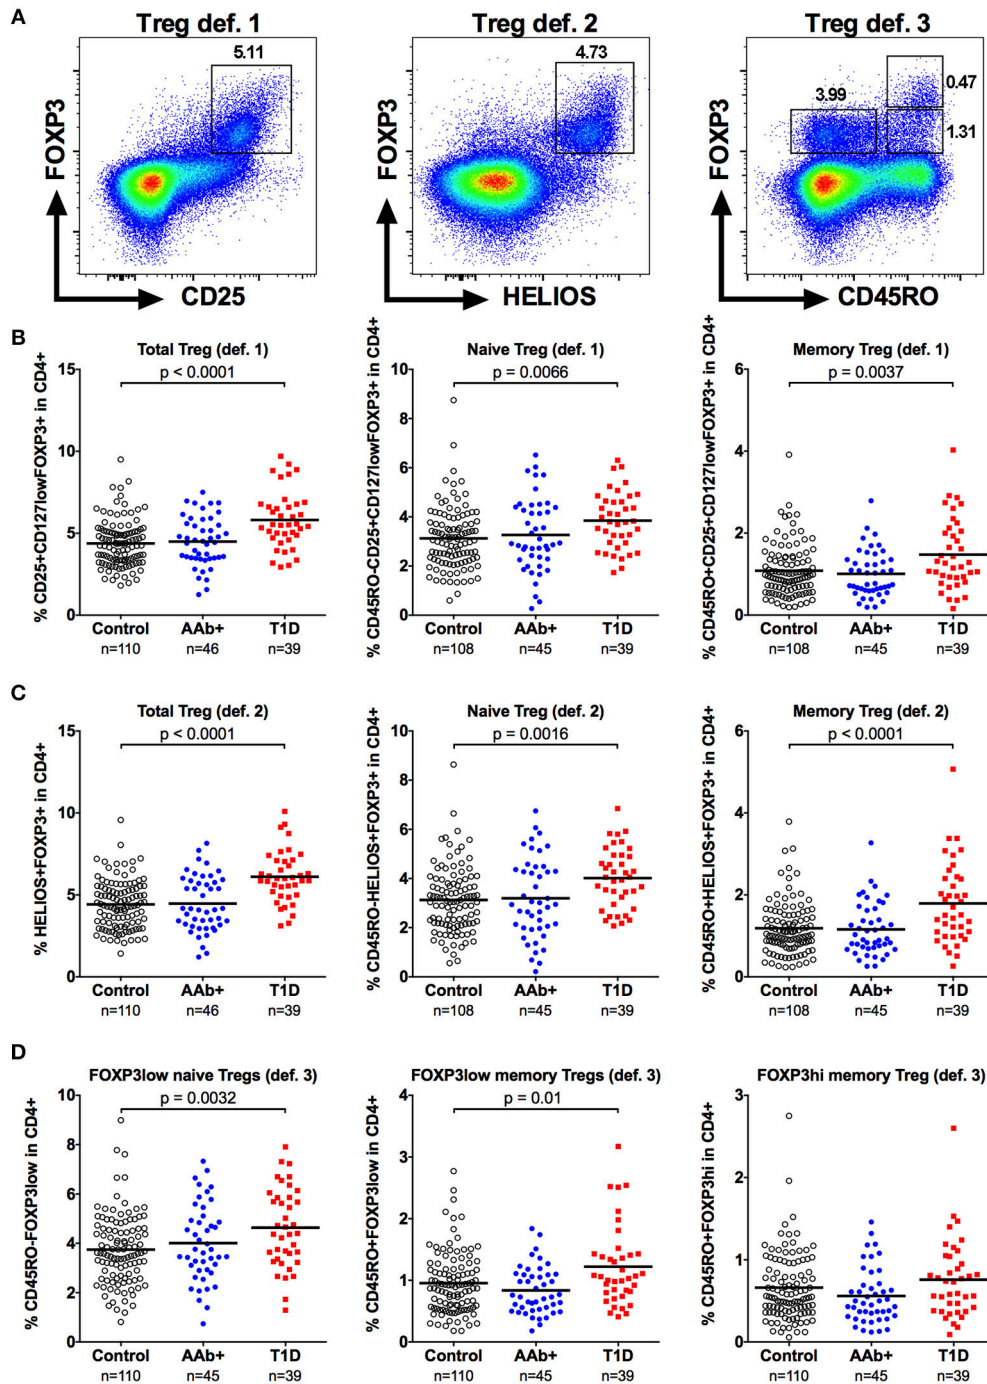 A
Treg def. 1
Treg def. 2
Treg def. 3
5.11
4.73
3.99
0.47
1.31
FOXP3
FOXP3
FOXP3
CD25
HELIOS
CD45RO
B
Total Treg (def. 1)
p < 0.0001
% CD25+CD127lowFOXP3+ in CD4+
15
10
5
0
Control
AAb+
T1D
n=110
n=46
n=39
Naive Treg (def. 1)
p = 0.0066
% CD45RO-CD25+CD127lowFOXP3+ in CD4+
10
8
6
4
2
0
Control
AAb+
T1D
n=108
n=45
n=39
Memory Treg (def. 1)
p = 0.0037
% CD45RO+CD25+CD127lowFOXP3+ in CD4+
6
4
2
0
Control
AAb+
T1D
n=108
n=45
n=39
C
Total Treg (def. 2)
p < 0.0001
% HELIOS+FOXP3+ in CD4+
15
10
5
0
Control
AAb+
T1D
n=110
n=46
n=39
Naive Treg (def. 2)
p = 0.0016
% CD45RO-HELIOS+FOXP3+ in CD4+
10
8
6
4
2
0
Control
AAb+
T1D
n=108
n=45
n=39
Memory Treg (def. 2)
p < 0.0001
% CD45RO+HELIOS+FOXP3+ in CD4+
6
4
2
0
Control
AAb+
T1D
n=108
n=45
n=39
D
FOXP3low naive Tregs (def. 3)
p = 0.0032
% CD45RO-FOXP3low in CD4+
10
8
6
4
2
0
Control
AAb+
T1D
n=110
n=45
n=39
FOXP3low memory Tregs (def. 3)
p = 0.01
% CD45RO+FOXP3low in CD4+
4
3
2
1
0
Control
AAb+
T1D
n=110
n=45
n=39
FOXP3hi memory Treg (def. 3)
% CD45RO+FOXP3hi in CD4+
3
2
1
0
Control
AAb+
T1D
n=110
n=45
n=39